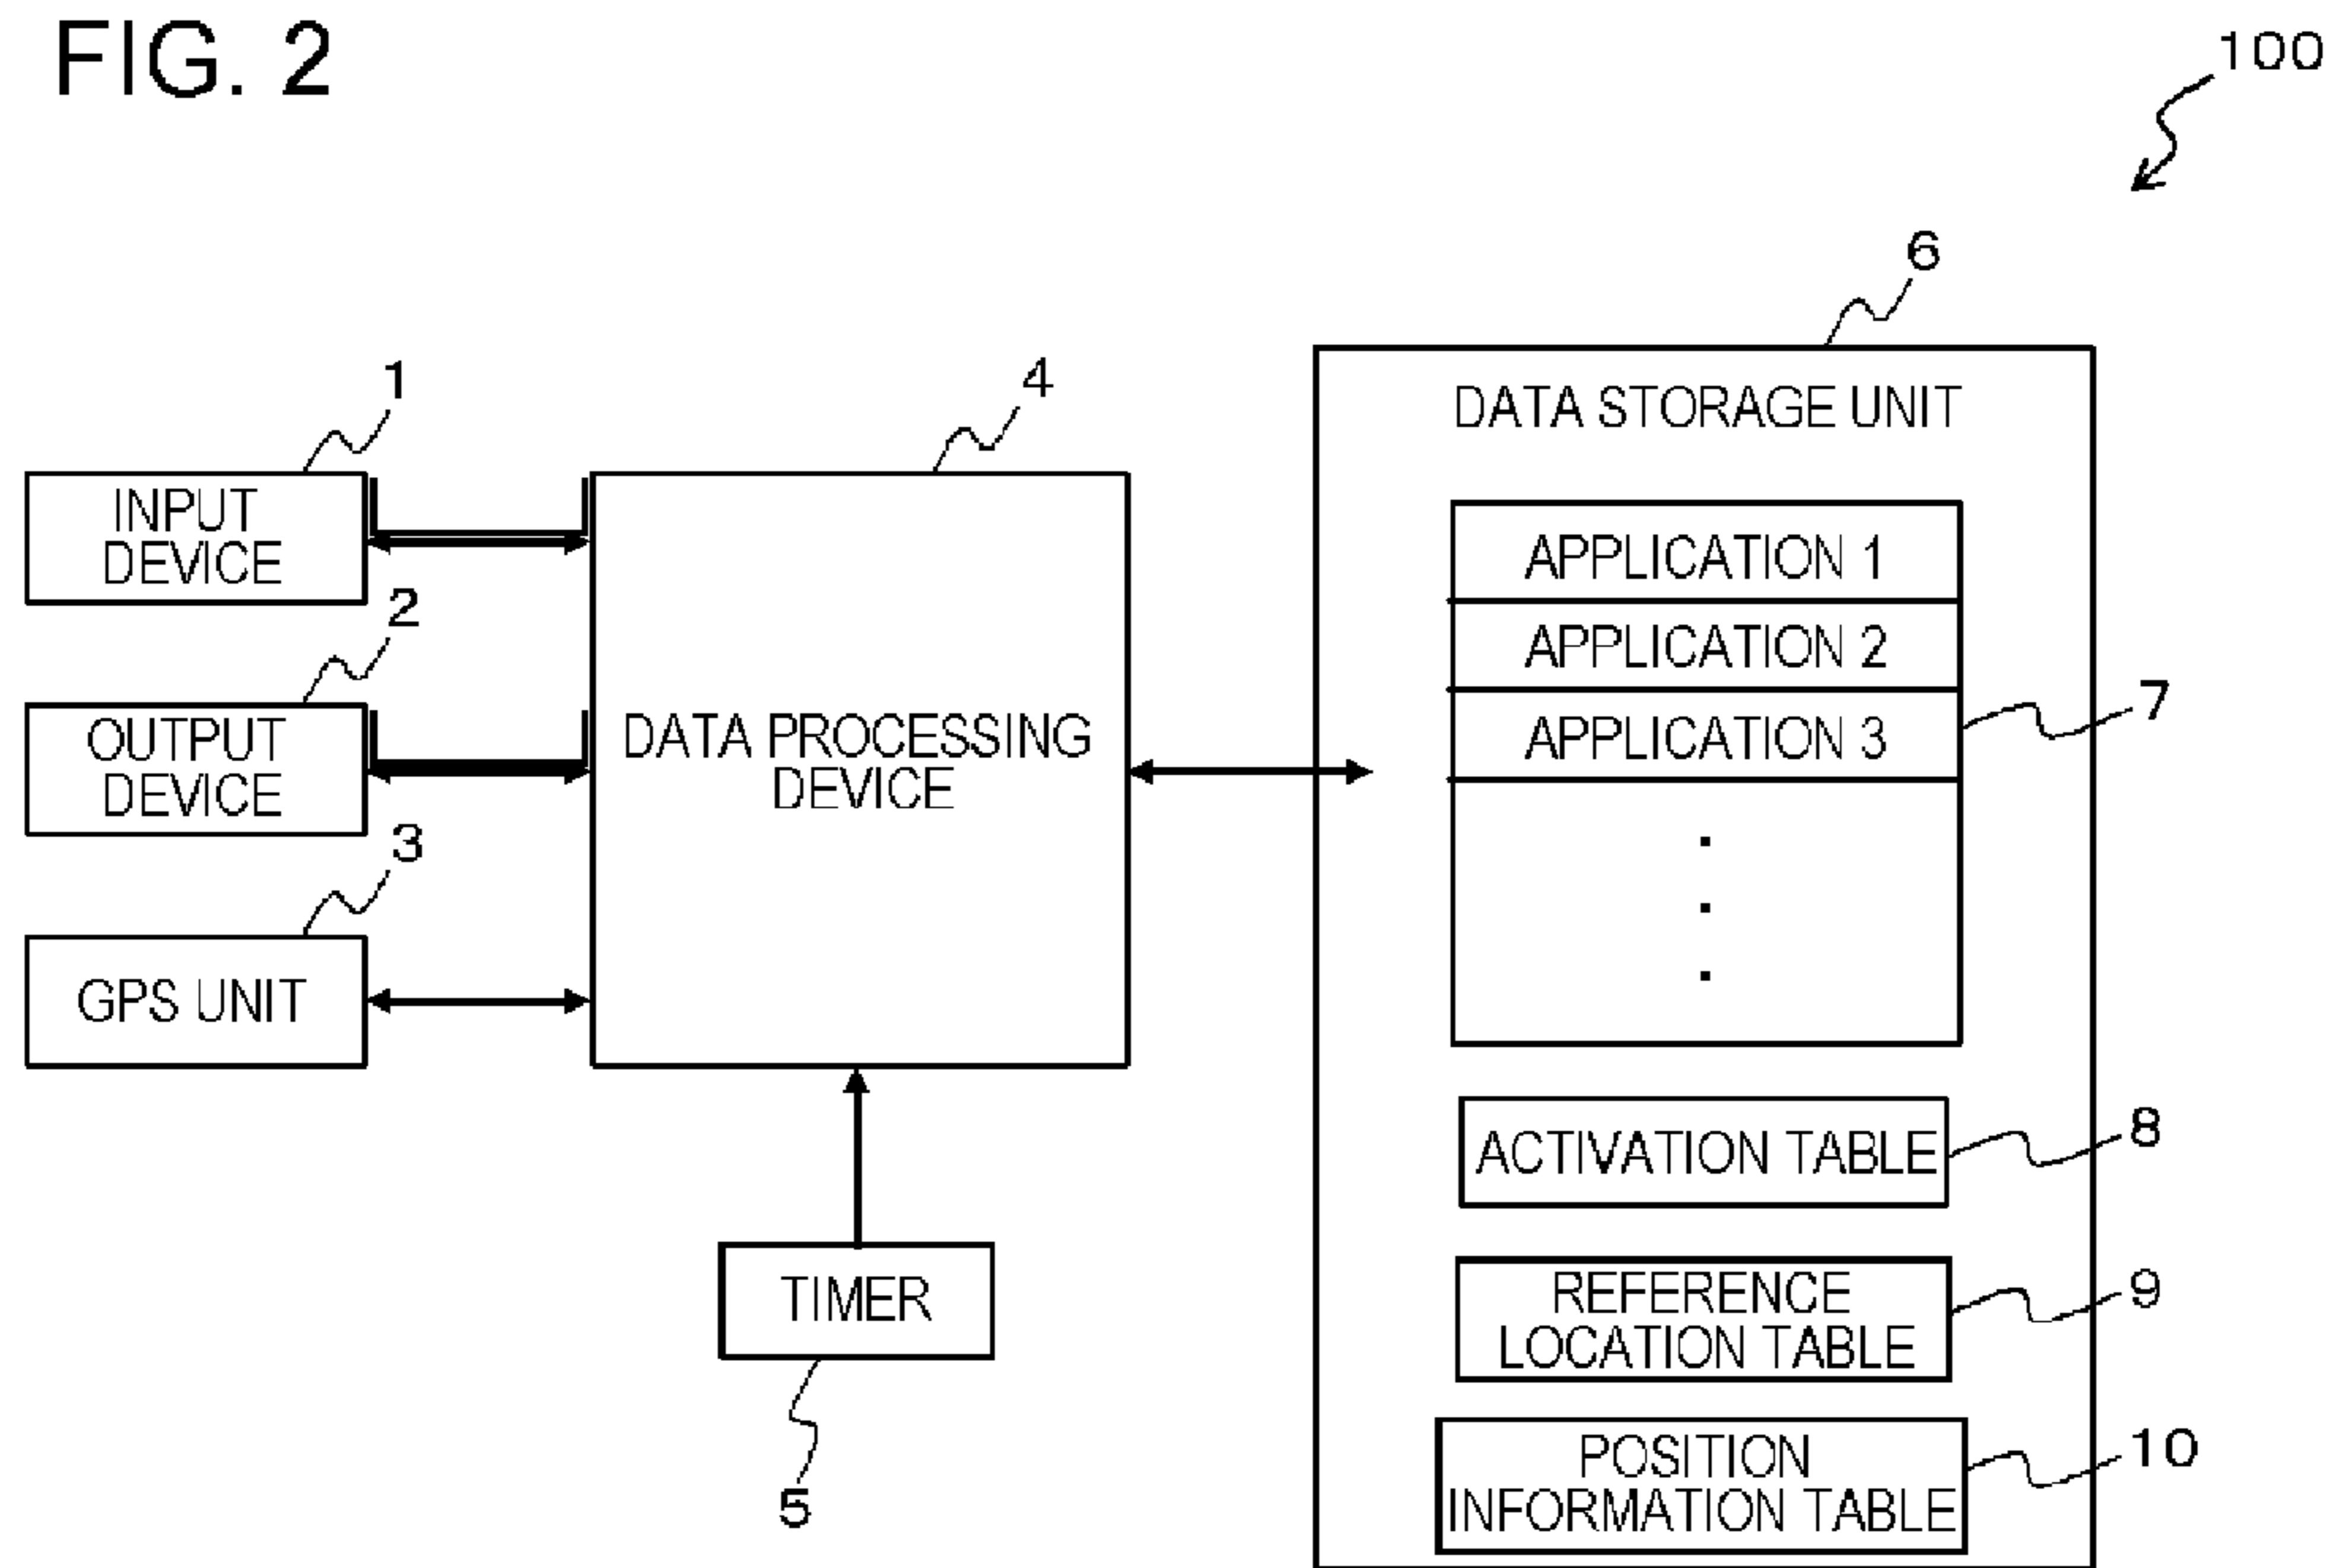 FIG. 2
100
6
1
4
DATA STORAGE UNIT
INPUT
DEVICE
APPLICATION 1
2
APPLICATION 2
7
OUTPUT
DEVICE
DATA PROCESSING
DEVICE
APPLICATION 3
.
.
.
3
GPS UNIT
8
ACTIVATION TABLE
TIMER
9
REFERENCE
LOCATION TABLE
5
10
POSITION
INFORMATION TABLE